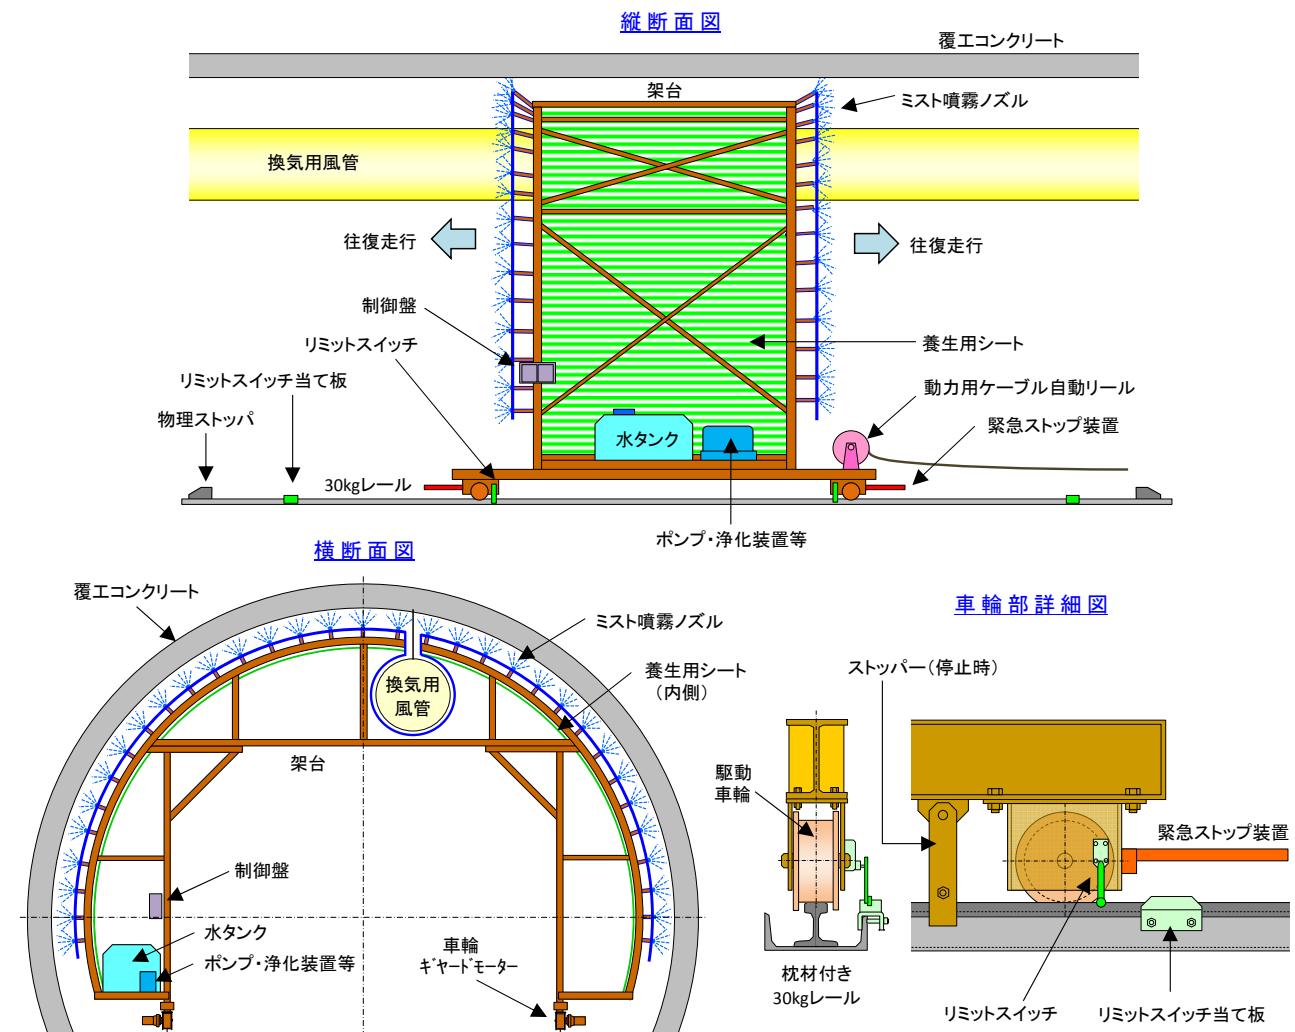 縦断面図
覆工コンクリート
架台
ミスト噴霧ノズル
換気用風管
往復走行
往復走行
制御盤
リミットスイッチ
養生用シート
リミットスイッチ当て板
動力用ケーブル自動リール
物理ストッパ
緊急ストップ装置
水タンク
30kgレール
ポンプ・浄化装置等
横断面図
覆工コンクリート
ミスト噴霧ノズル
養生用シート
（内側）
換気用
風管
架台
制御盤
水タンク
ポンプ・浄化装置等
車輪
ギヤードモーター
車輪部詳細図
ストッパー（停止時）
駆動
車輪
緊急ストップ装置
枕材付き
30kgレール
リミットスイッチ
リミットスイッチ当て板